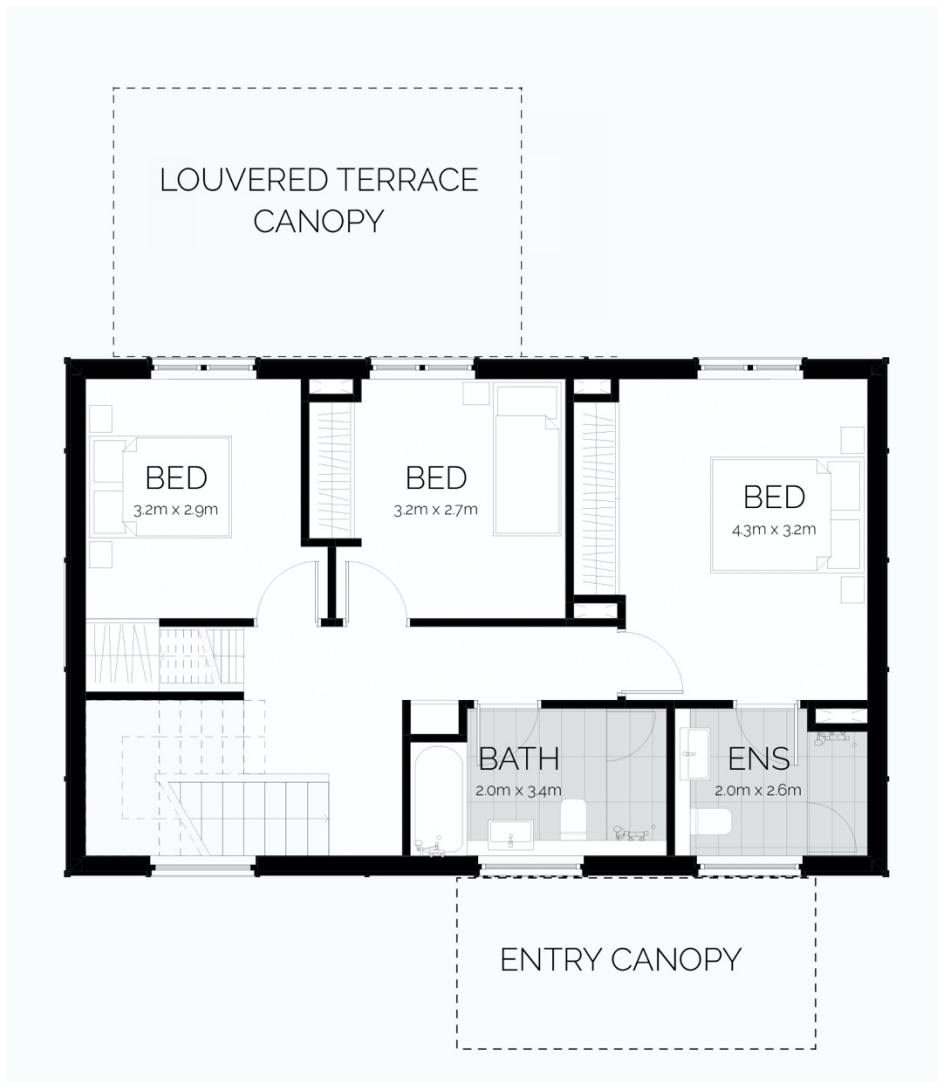 LOUVERED TERRACE
CANOPY
BED
3.2m x 2.9m
BED
3.2m x 2.7m
BED
4.3m x 3.2m
BATH
2.0m x 3.4m
ENS
2.0m x 2.6m
ENTRY CANOPY